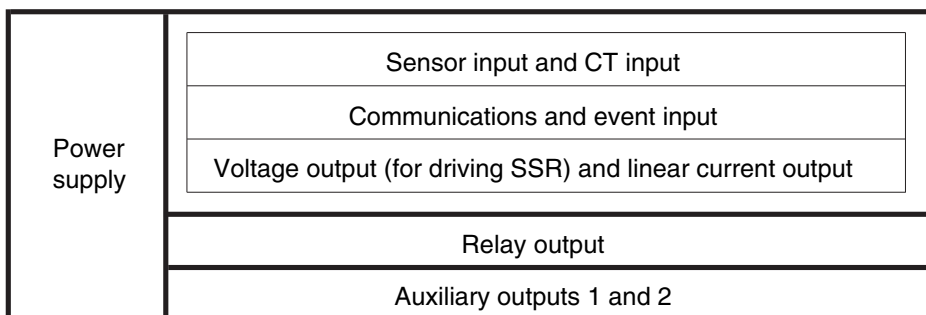 Power
supply
Sensor input and CT input
Communications and event input
Voltage output (for driving SSR) and linear current output
Relay output
Auxiliary outputs 1 and 2